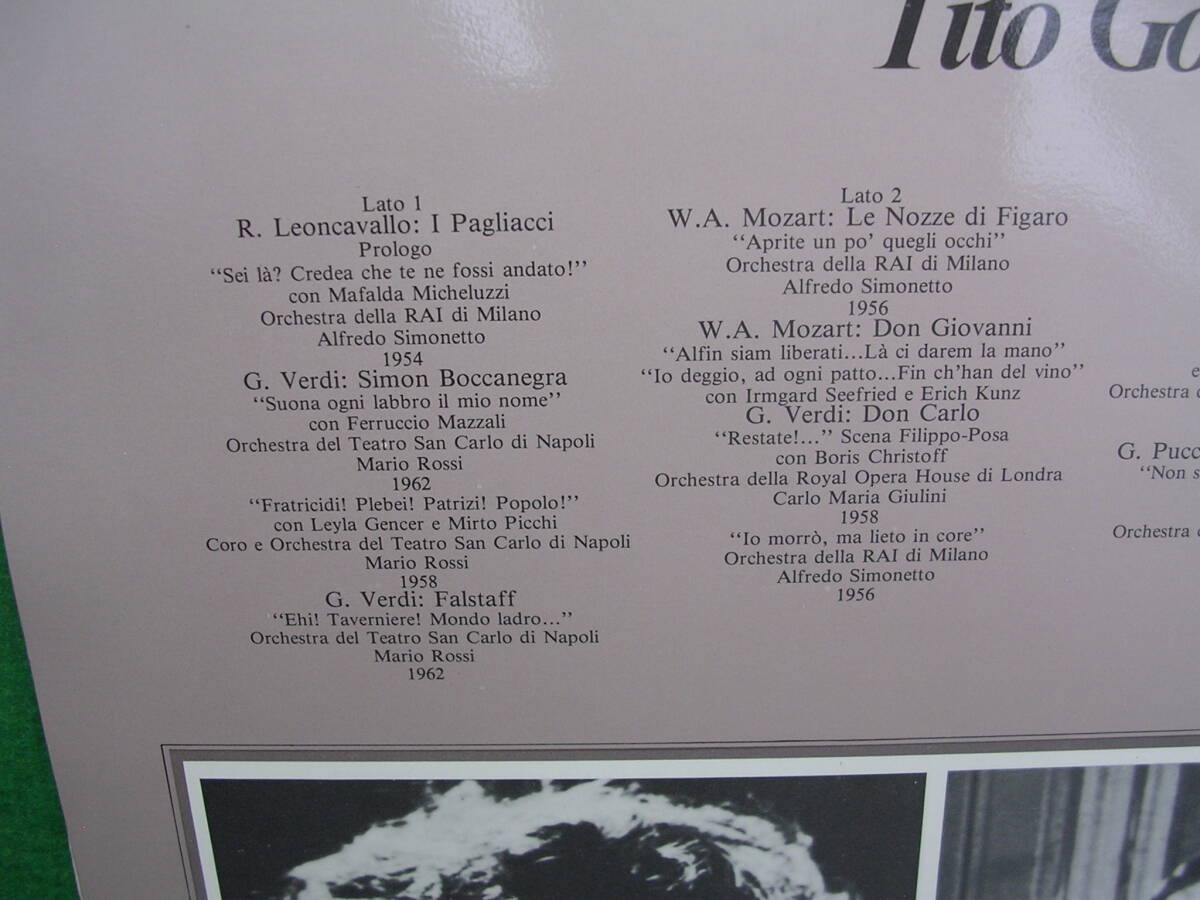 Tito Go
Lato 1
R. Leoncavallo: I Pagliacci
Prologo
“Sei là? Credea che te ne fossi andato!”
con Mafalda Micheluzzi
Orchestra della RAI di Milano
Alfredo Simonetto
1954
G. Verdi: Simon Boccanegra
“Suona ogni labbro il mio nome”
con Ferruccio Mazzali
Orchestra del Teatro San Carlo di Napoli
Mario Rossi
1962
“Fratricidi! Plebei! Patrizi! Popolo!”
con Leyla Gencer e Mirto Picchi
Coro e Orchestra del Teatro San Carlo di Napoli
Mario Rossi
1958
G. Verdi: Falstaff
“Ehi! Taverniere! Mondo ladro...”
Orchestra del Teatro San Carlo di Napoli
Mario Rossi
1962
Lato 2
W.A. Mozart: Le Nozze di Figaro
“Aprite un po’ quegli occhi”
Orchestra della RAI di Milano
Alfredo Simonetto
1956
W.A. Mozart: Don Giovanni
“Alfin siam liberati...Là ci darem la mano”
“Io deggio, ad ogni patto...Fin ch’han del vino”
con Irmgard Seefried e Erich Kunz
G. Verdi: Don Carlo
“Restate!...” Scena Filippo-Posa
con Boris Christoff
Orchestra della Royal Opera House di Londra
Carlo Maria Giulini
1958
“Io morrò, ma lieto in core”
Orchestra della RAI di Milano
Alfredo Simonetto
1956
e
Orchestra
G. Pucc
“Non s
Orchestra